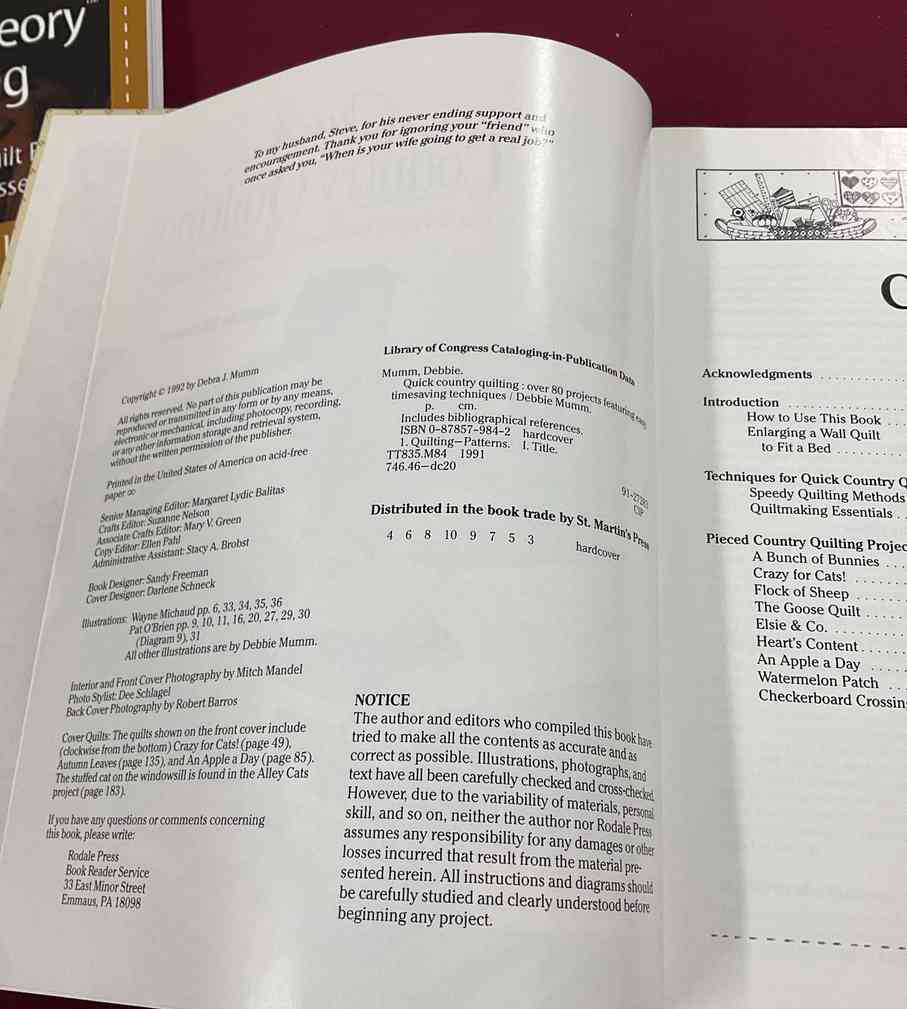 eory™
g
ilt
sse
To my husband, Steve, for his never ending support and
encouragement. Thank you for ignoring your “friend” who
once asked you, “When is your wife going to get a real job?”
Copyright © 1992 by Debra J. Mumm
All rights reserved. No part of this publication may be
reproduced or transmitted in any form or by any means,
electronic or mechanical, including photocopy, recording,
or any other information storage and retrieval system,
without the written permission of the publisher.
Printed in the United States of America on acid-free
paper ∞
Senior Managing Editor: Margaret Lydic Balitas
Crafts Editor: Suzanne Nelson
Associate Crafts Editor: Mary V. Green
Copy Editor: Ellen Pahl
Administrative Assistant: Stacy A. Brobst
Book Designer: Sandy Freeman
Cover Designer: Darlene Schneck
Illustrations: Wayne Michaud pp. 6, 33, 34, 35, 36
Pat O’Brien pp. 9, 10, 11, 16, 20, 27, 29, 30
(Diagram 9), 31
All other illustrations are by Debbie Mumm.
Interior and Front Cover Photography by Mitch Mandel
Photo Stylist: Dee Schlagel
Back Cover Photography by Robert Barros
Cover Quilts: The quilts shown on the front cover include
(clockwise from the bottom) Crazy for Cats! (page 49),
Autumn Leaves (page 135), and An Apple a Day (page 85).
The stuffed cat on the windowsill is found in the Alley Cats
project (page 183).
If you have any questions or comments concerning
this book, please write:
Rodale Press
Book Reader Service
33 East Minor Street
Emmaus, PA 18098
Library of Congress Cataloging-in-Publication Data
Mumm, Debbie.
Quick country quilting : over 80 projects featuring easy
timesaving techniques / Debbie Mumm.
p. cm.
Includes bibliographical references.
ISBN 0–87857–984–2 hardcover
1. Quilting—Patterns. I. Title.
TT835.M84 1991
746.46—dc20
91–27283
CIP
Distributed in the book trade by St. Martin’s Press
4 6 8 10 9 7 5 3 hardcover
NOTICE
The author and editors who compiled this book have
tried to make all the contents as accurate and as
correct as possible. Illustrations, photographs, and
text have all been carefully checked and cross-checked.
However, due to the variability of materials, personal
skill, and so on, neither the author nor Rodale Press
assumes any responsibility for any damages or other
losses incurred that result from the material pre-
sented herein. All instructions and diagrams should
be carefully studied and clearly understood before
beginning any project.
C
Acknowledgments
Introduction
How to Use This Book
Enlarging a Wall Quilt
to Fit a Bed
Techniques for Quick Country Q
Speedy Quilting Methods
Quiltmaking Essentials
Pieced Country Quilting Projec
A Bunch of Bunnies
Crazy for Cats!
Flock of Sheep
The Goose Quilt
Elsie & Co.
Heart’s Content
An Apple a Day
Watermelon Patch
Checkerboard Crossin